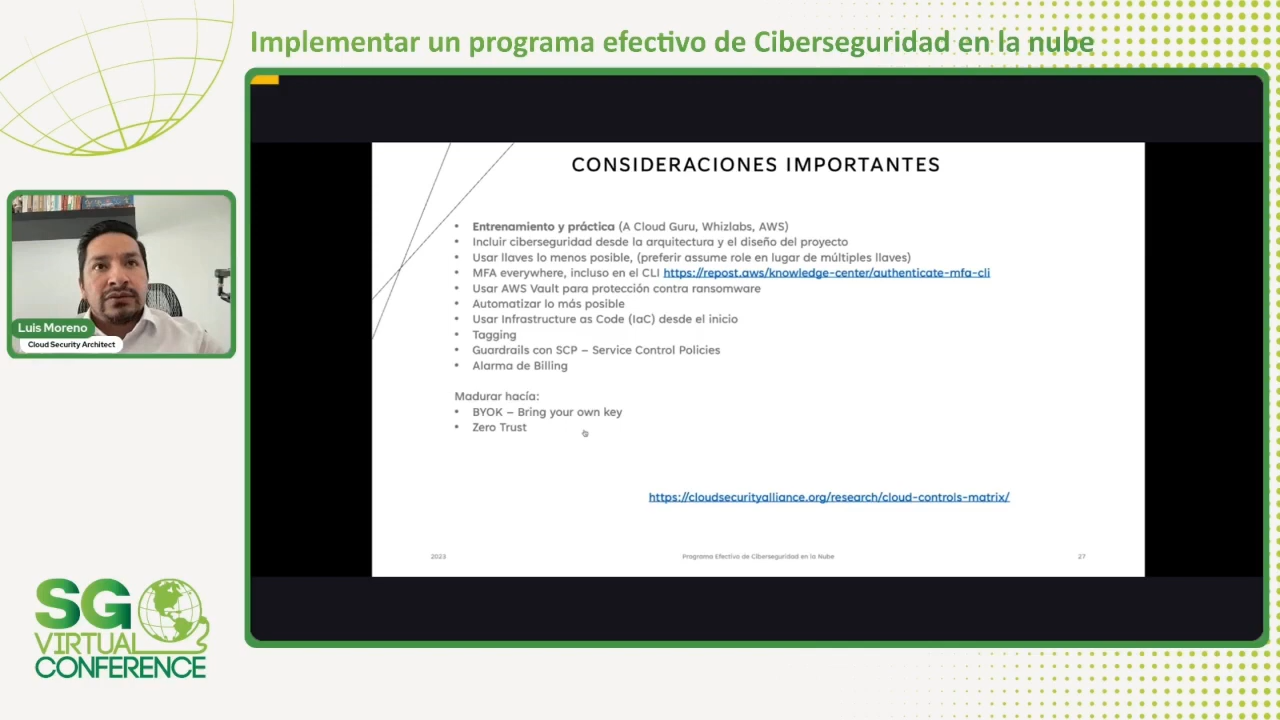 Implementar un programa efectivo de Ciberseguridad en la nube
CONSIDERACIONES IMPORTANTES
• Entrenamiento y práctica (A Cloud Guru, Whizlabs, AWS)
• Incluir ciberseguridad desde la arquitectura y el diseño del proyecto
• Usar llaves lo menos posible, (preferir assume role en lugar de múltiples llaves)
• MFA everywhere, incluso en el CLI https://repost.aws/knowledge-center/authenticate-mfa-cli
• Usar AWS Vault para protección contra ransomware
• Automatizar lo más posible
• Usar Infrastructure as Code (IaC) desde el inicio
• Tagging
• Guardrails con SCP – Service Control Policies
• Alarma de Billing
Madurar hacía:
• BYOK – Bring your own key
• Zero Trust
https://cloudsecurityalliance.org/research/cloud-controls-matrix/
2023
Programa Efectivo de Ciberseguridad en la Nube
27
Luis Moreno
Cloud Security Architect
SG
VIRTUAL
CONFERENCE